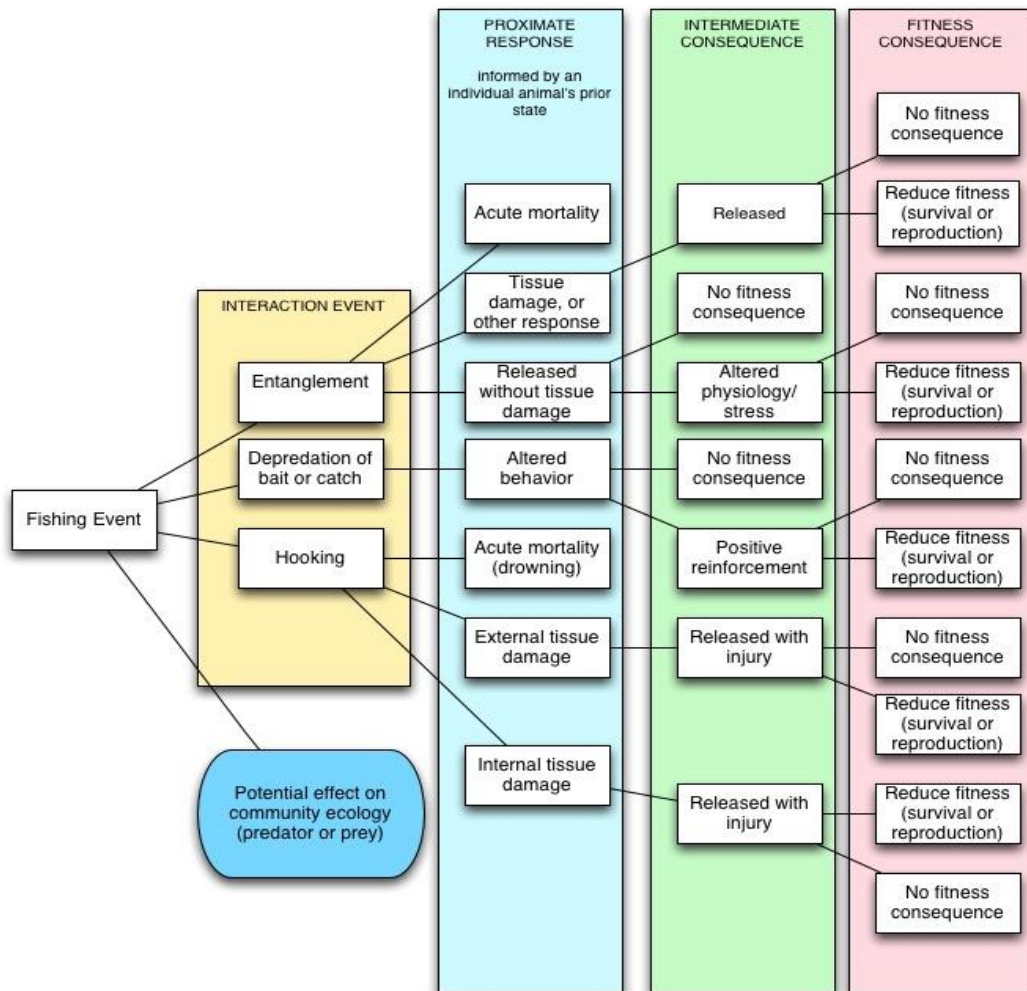 PROXIMATE
RESPONSE
informed by an
individual animal's prior
state
INTERMEDIATE
CONSEQUENCE
FITNESS
CONSEQUENCE
No fitness
consequence
Acute mortality
Released
Reduce fitness
(survival or
reproduction)
INTERACTION EVENT
Tissue
damage, or
other response
No fitness
consequence
No fitness
consequence
Entanglement
Released
without tissue
damage
Altered
physiology/
stress
Reduce fitness
(survival or
reproduction)
Depredation of
bait or catch
Altered
behavior
No fitness
consequence
No fitness
consequence
Fishing Event
Hooking
Acute mortality
(drowning)
Positive
reinforcement
Reduce fitness
(survival or
reproduction)
External tissue
damage
Released with
injury
No fitness
consequence
Reduce fitness
(survival or
reproduction)
Potential effect on
community ecology
(predator or prey)
Internal tissue
damage
Released with
injury
Reduce fitness
(survival or
reproduction)
No fitness
consequence